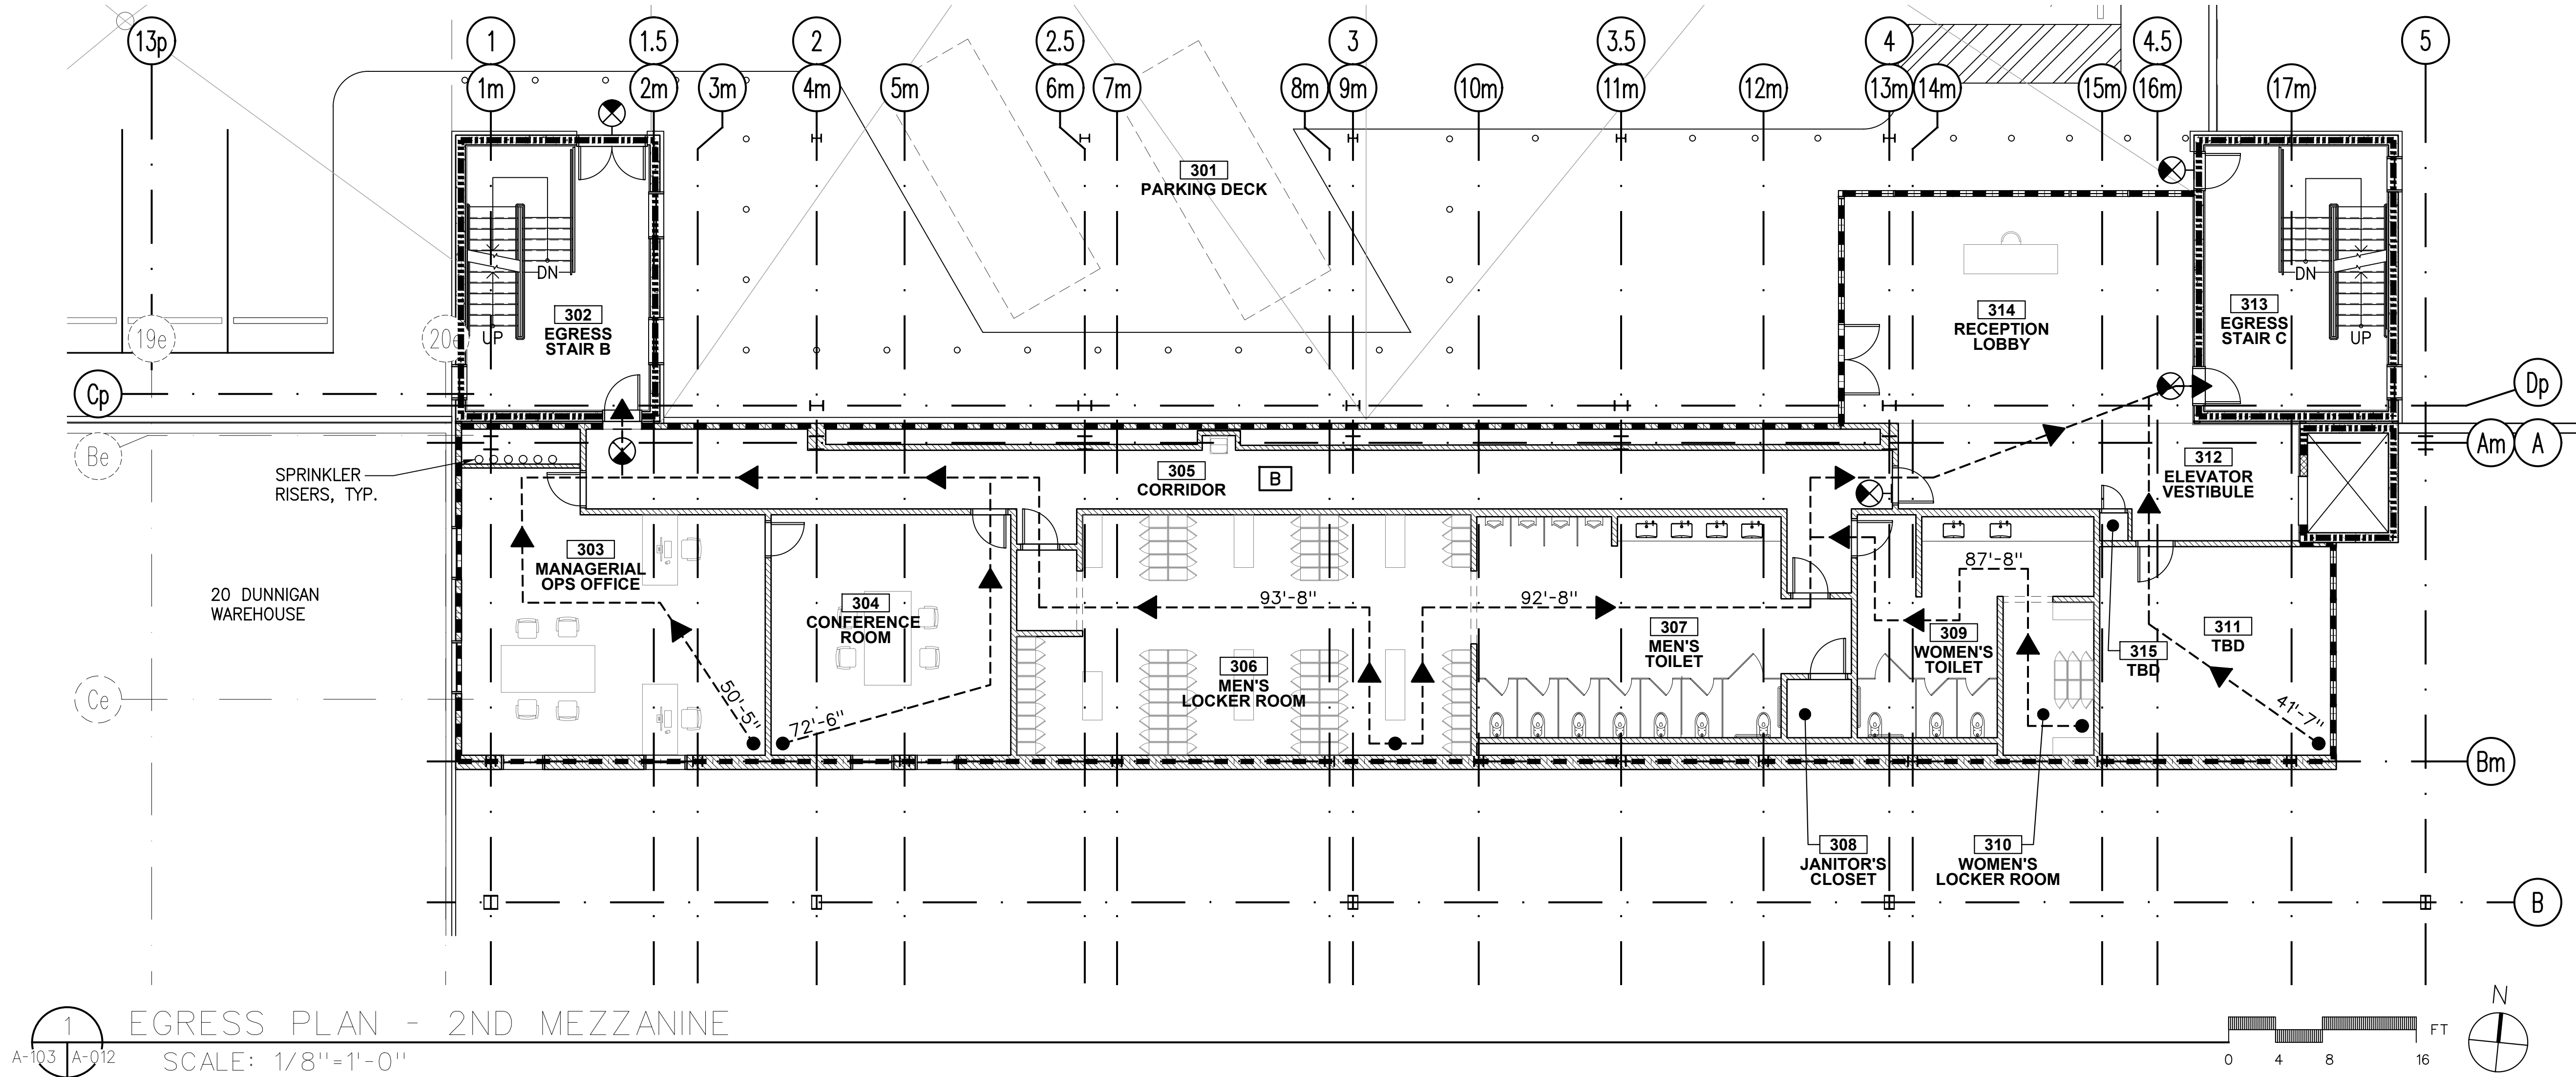 13p
1
1.5
2
2.5
3
3.5
4
4.5
5
1m
2m
3m
4m
5m
6m
7m
8m
9m
10m
11m
12m
13m
14m
15m
16m
17m
301
PARKING DECK
DN
UP
302
EGRESS
STAIR B
314
RECEPTION
LOBBY
DN
UP
313
EGRESS
STAIR C
19e
20e
Cp
Dp
Be
Am
A
SPRINKLER
RISERS, TYP.
305
CORRIDOR
B
312
ELEVATOR
VESTIBULE
303
MANAGERIAL
OPS OFFICE
20 DUNNIGAN
WAREHOUSE
304
CONFERENCE
ROOM
93'-8"
92'-8"
87'-8"
306
MEN'S
LOCKER ROOM
307
MEN'S
TOILET
309
WOMEN'S
TOILET
315
TBD
311
TBD
Ce
50'-5"
72'-6"
41'-7"
Bm
308
JANITOR'S
CLOSET
310
WOMEN'S
LOCKER ROOM
B
1
A-103
A-012
EGRESS PLAN - 2ND MEZZANINE
SCALE: 1/8"=1'-0"
0
4
8
16
FT
N